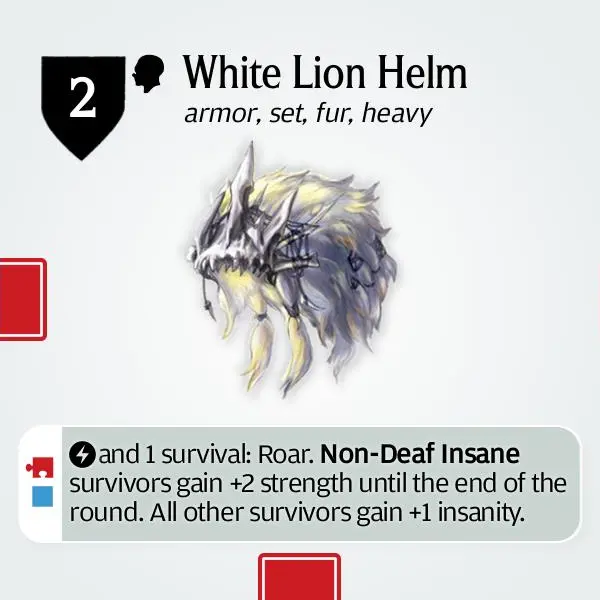 2
White Lion Helm
armor, set, fur, heavy
and 1 survival: Roar. Non-Deaf Insane
survivors gain +2 strength until the end of the
round. All other survivors gain +1 insanity.